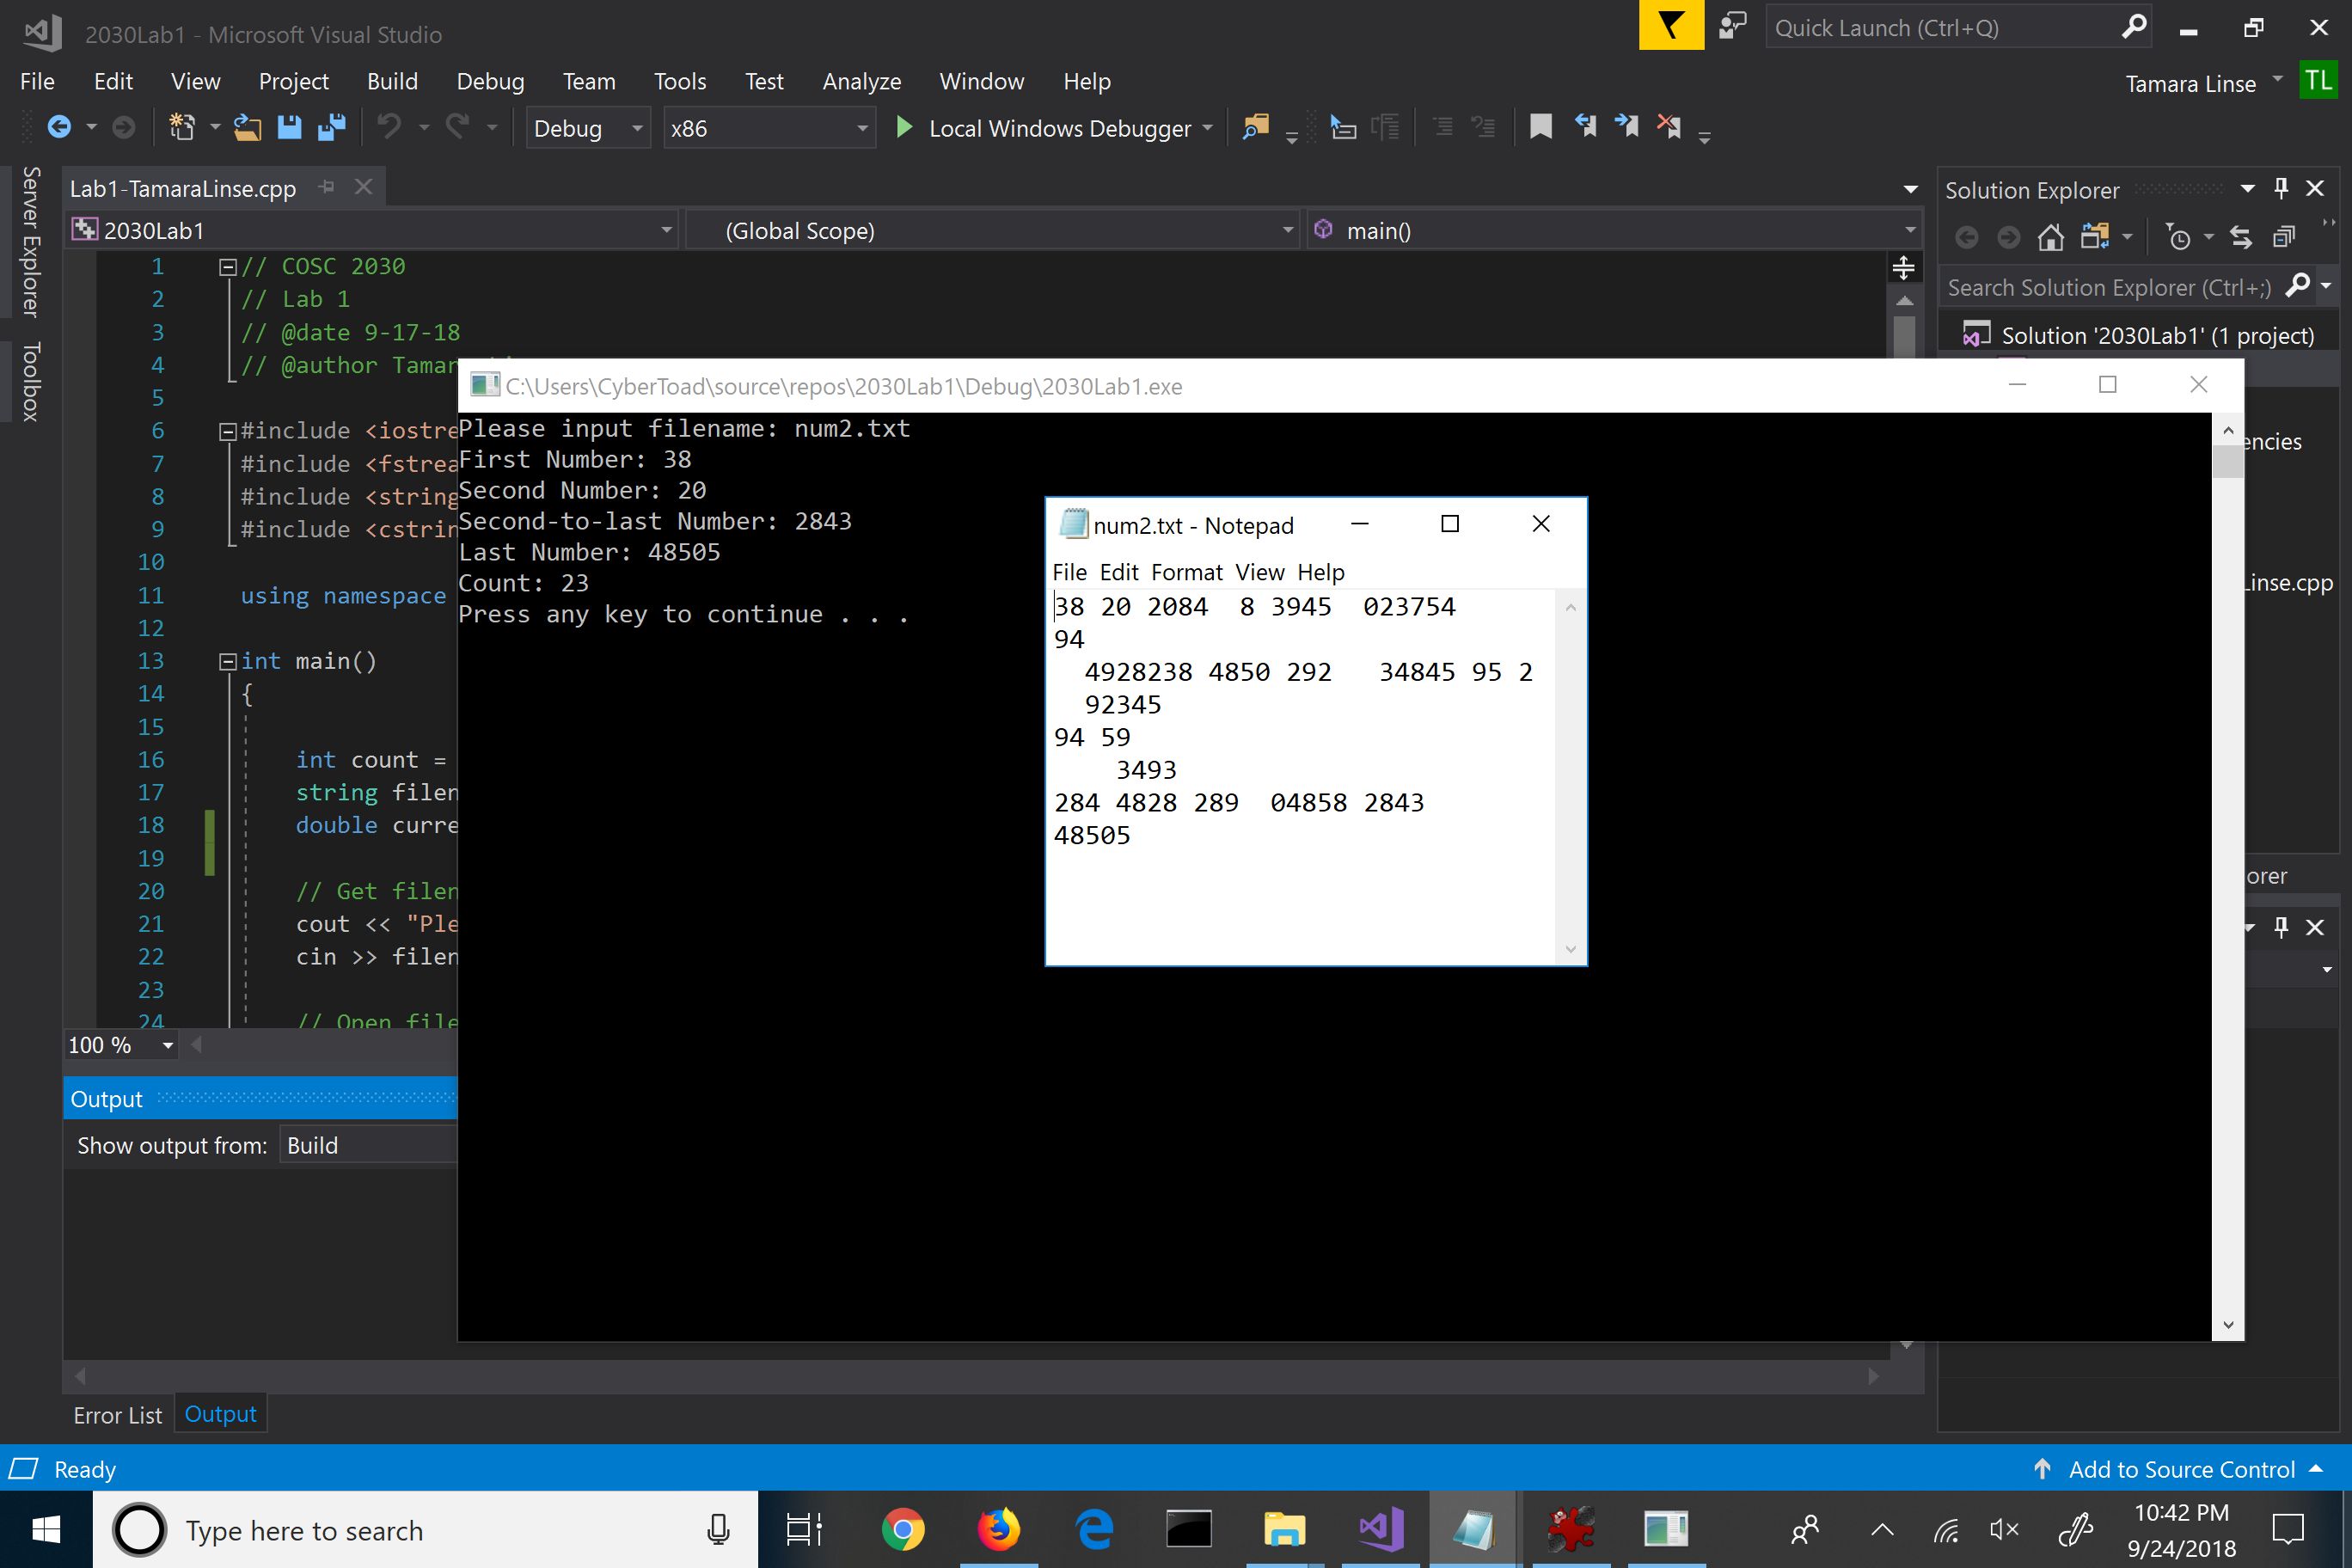 2030Lab1 - Microsoft Visual Studio
Quick Launch (Ctrl+Q)
File Edit View Project Build Debug Team Tools Test Analyze Window Help
Tamara Linse TL
Debug x86 Local Windows Debugger
Server Explorer
Toolbox
Lab1-TamaraLinse.cpp
2030Lab1 (Global Scope) main()
1 // COSC 2030
2 // Lab 1
3 // @date 9-17-18
4 // @author Tamar
5
6 #include <iostre
7 #include <fstrea
8 #include <string
9 #include <cstrin
10
11 using namespace
12
13 int main()
14 {
15
16 int count =
17 string filen
18 double curre
19
20 // Get filen
21 cout << "Ple
22 cin >> filen
23
24 // Open file
100 %
Output
Show output from: Build
Error List Output
Solution Explorer
Search Solution Explorer (Ctrl+;)
Solution '2030Lab1' (1 project)
encies
Linse.cpp
orer
C:\Users\CyberToad\source\repos\2030Lab1\Debug\2030Lab1.exe
Please input filename: num2.txt
First Number: 38
Second Number: 20
Second-to-last Number: 2843
Last Number: 48505
Count: 23
Press any key to continue . . .
num2.txt - Notepad
File Edit Format View Help
38 20 2084  8 3945  023754
94
  4928238 4850 292   34845 95 2
  92345
94 59
    3493
284 4828 289  04858 2843
48505
Ready
Add to Source Control
Type here to search
10:42 PM
9/24/2018